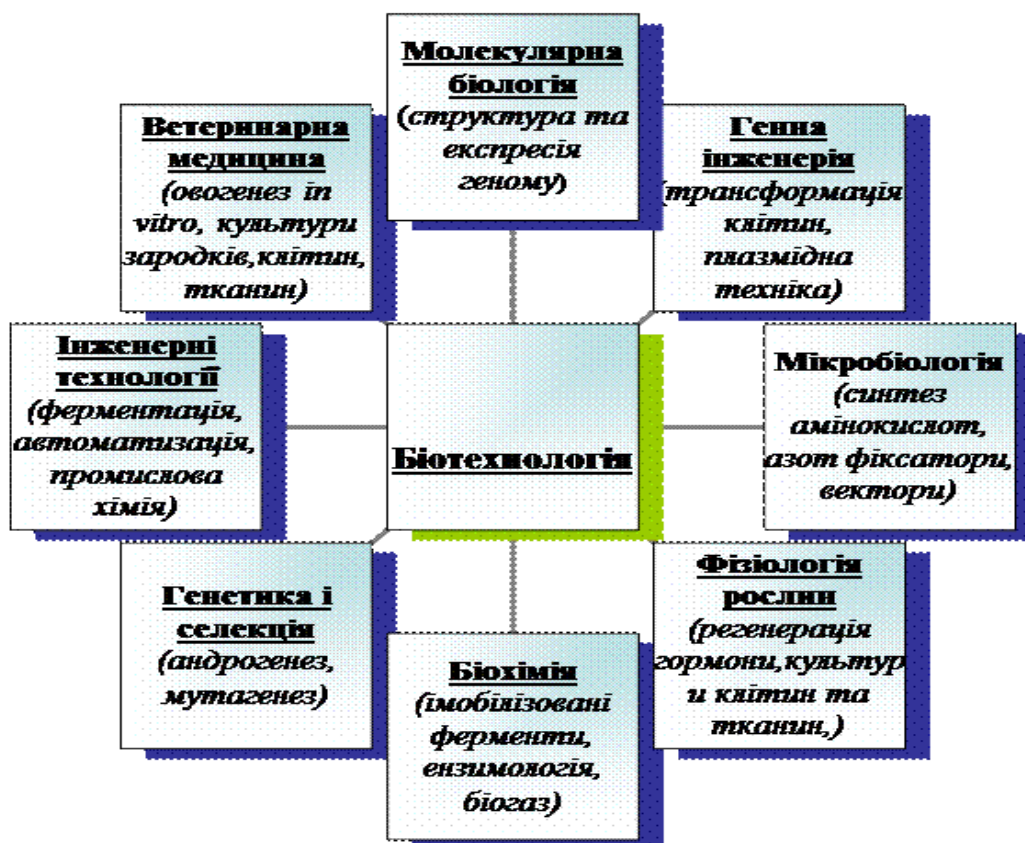 Молекулярна
біологія
(структура та
експресія
геному)
Ветеринарна
медицина
(овогенез in
vitro, культури
зародків,клітин,
тканин)
Генна
інженерія
(трансформація
клітин,
плазмідна
техніка)
Інженерні
технології
(ферментація,
автоматизація,
промислова
хімія)
Біотехнологія
Мікробіологія
(синтез
амінокислот,
азот фіксатори,
вектори)
Генетика і
селекція
(андрогенез,
мутагенез)
Біохімія
(імобілізовані
ферменти,
ензимологія,
біогаз)
Фізіологія
рослин
(регенерація
гормони,культур
и клітин та
тканин,)